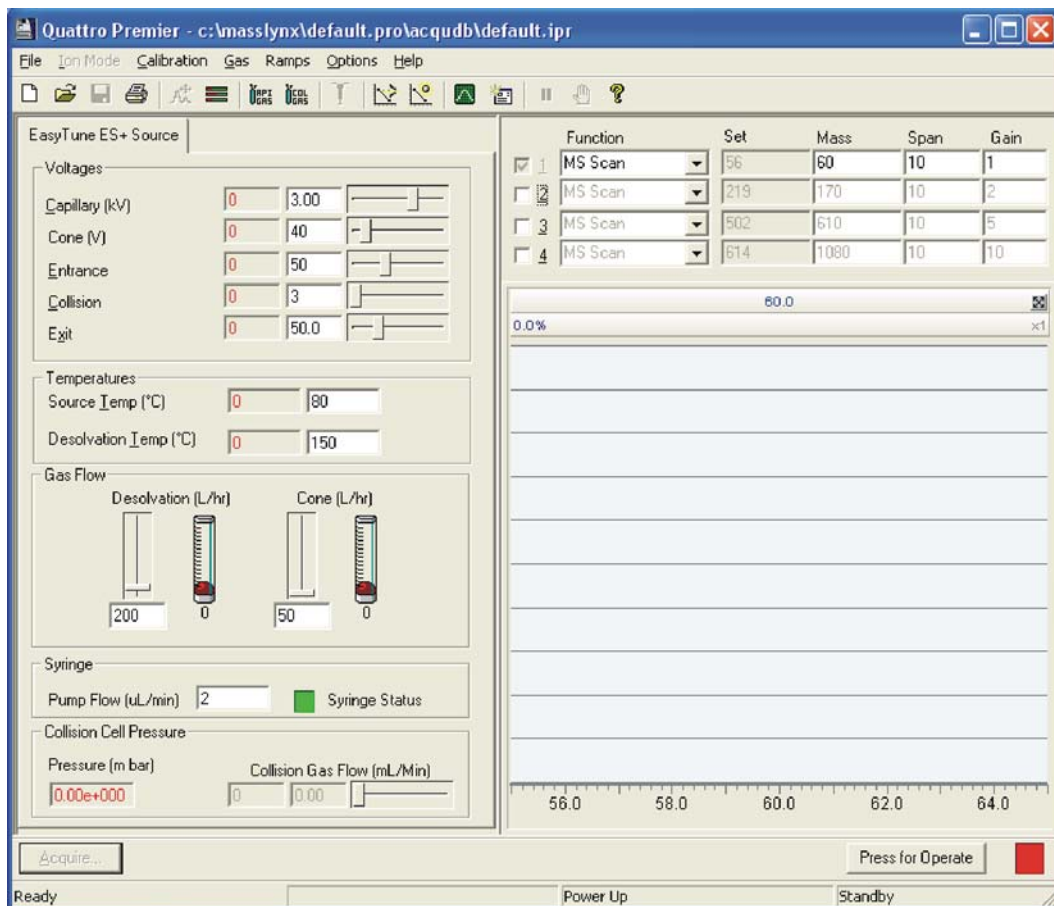 Quattro Premier - c:\masslynx\default.pro\acqudb\default.ipr
File Ion Mode Calibration Gas Ramps Options Help
API GAS COL GAS
EasyTune ES+ Source
Voltages
Capillary (kV) 0 3.00
Cone (V) 0 40
Entrance 0 50
Collision 0 3
Exit 0 50.0
Temperatures
Source Temp (°C) 0 80
Desolvation Temp (°C) 0 150
Gas Flow
Desolvation (L/hr) Cone (L/hr)
200 0 50 0
Syringe
Pump Flow (uL/min) 2 Syringe Status
Collision Cell Pressure
Pressure (m bar) Collision Gas Flow (mL/Min)
0.00e+000 0 0.00
Function Set Mass Span Gain
1 MS Scan 56 60 10 1
2 MS Scan 219 170 10 2
3 MS Scan 502 610 10 5
4 MS Scan 614 1080 10 10
60.0
0.0% x1
56.0 58.0 60.0 62.0 64.0
Acquire... Press for Operate
Ready Power Up Standby